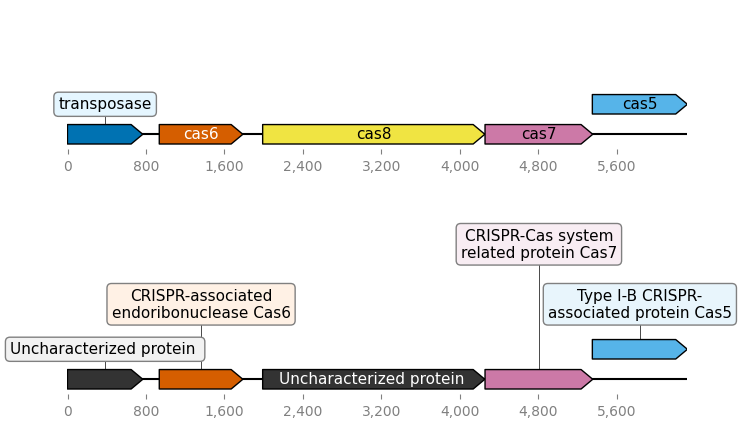 transposase
cas5
cas6
cas8
cas7
0 800 1,600 2,400 3,200 4,000 4,800 5,600
CRISPR-Cas system
related protein Cas7
CRISPR-associated
endoribonuclease Cas6
Type I-B CRISPR-
associated protein Cas5
Uncharacterized protein
Uncharacterized protein
0 800 1,600 2,400 3,200 4,000 4,800 5,600